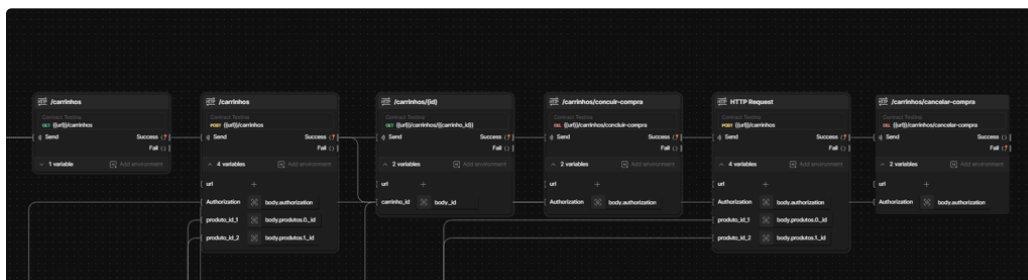 /carrinhos
Contract Testing
GET {{url}}/carrinhos
Send
Success
Fail
1 variable
Add environment
/carrinhos
Contract Testing
POST {{url}}/carrinhos
Send
Success
Fail
4 variables
Add environment
url
Authorization body.authorization
produto_id_1 body.produtos.0._id
produto_id_2 body.produtos.1._id
/carrinhos/{id}
Contract Testing
GET {{url}}/carrinhos/{{carrinho_id}}
Send
Success
Fail
2 variables
Add environment
url
carrinho_id body._id
/carrinhos/concuir-compra
Contract Testing
DEL {{url}}/carrinhos/concluir-compra
Send
Success
Fail
2 variables
Add environment
url
Authorization body.authorization
HTTP Request
Contract Testing
POST {{url}}/carrinhos
Send
Success
Fail
4 variables
Add environment
url
Authorization body.authorization
produto_id_1 body.produtos.0._id
produto_id_2 body.produtos.1._id
/carrinhos/cancelar-compra
Contract Testing
DEL {{url}}/carrinhos/cancelar-compra
Send
Success
Fail
2 variables
Add environment
url
Authorization body.authorization